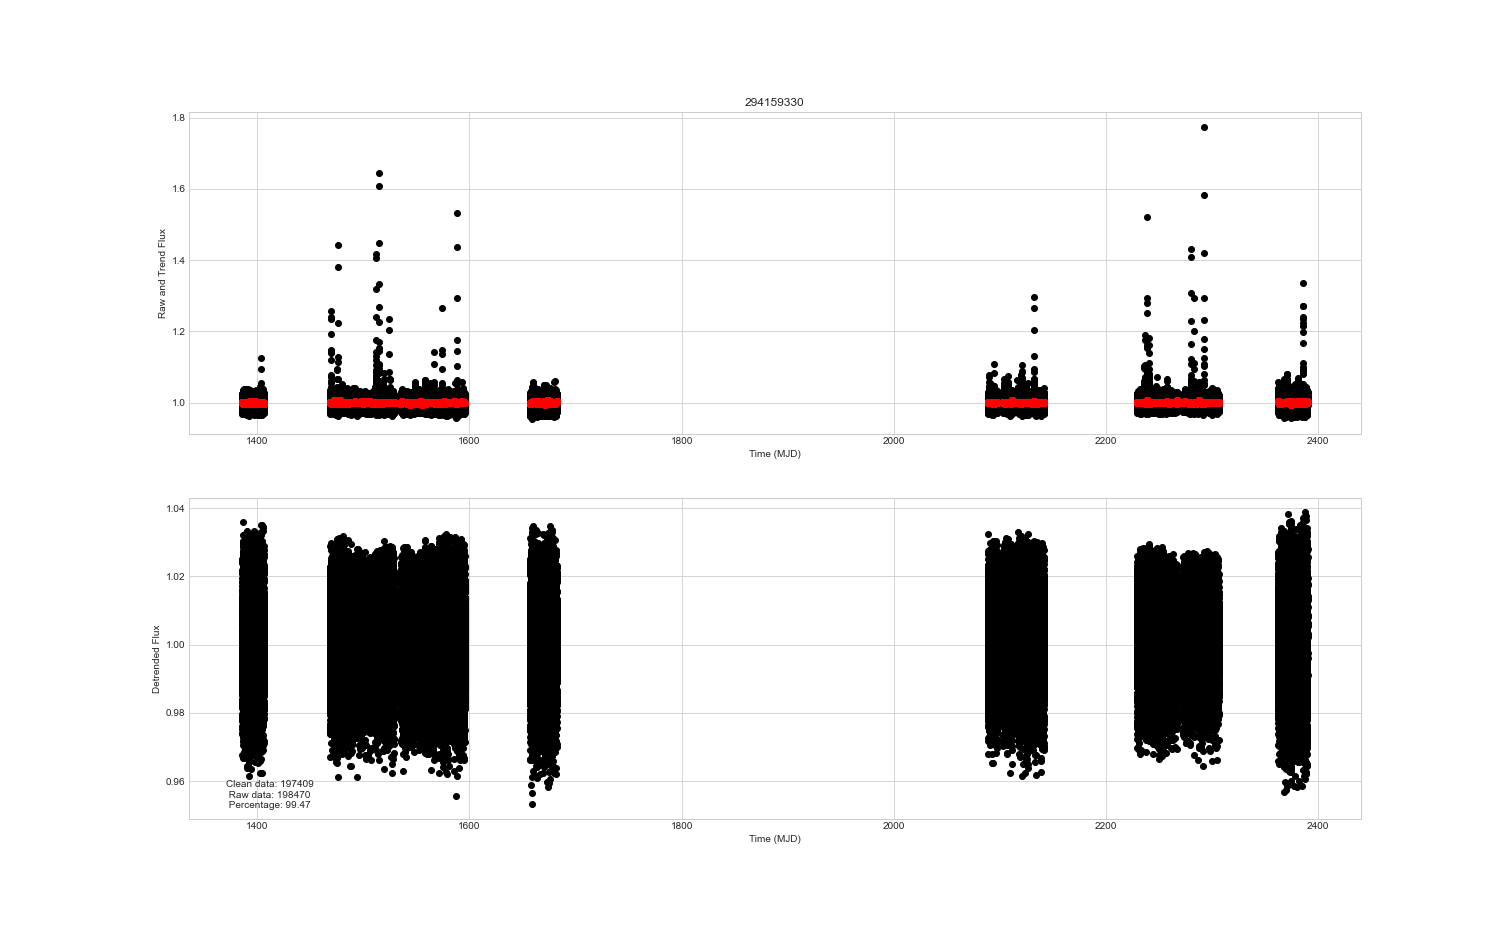 294159330
1.8
1.6
1.4
1.2
1.0
Raw and Trend Flux
1400 1600 1800 2000 2200 2400
Time (MJD)
1.04
1.02
1.00
0.98
0.96
Detrended Flux
Clean data: 197409
Raw data: 198470
Percentage: 99.47
1400 1600 1800 2000 2200 2400
Time (MJD)